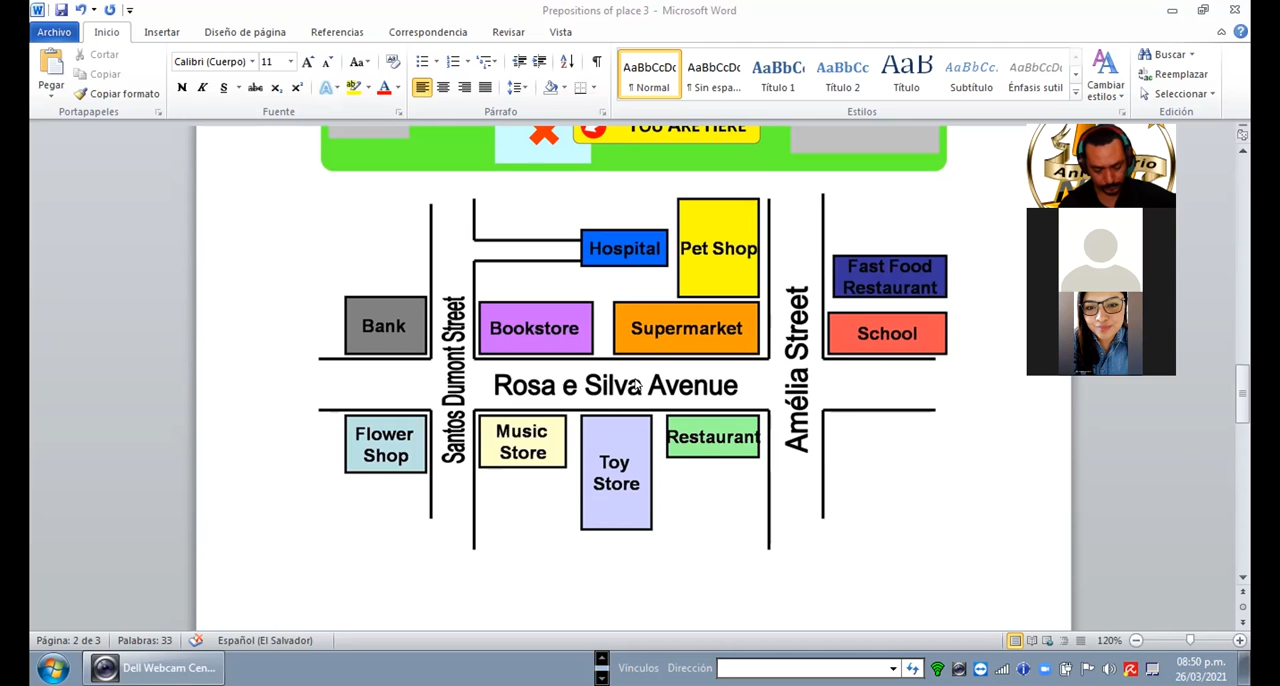 Prepositions of place 3 - Microsoft Word
Archivo
Inicio
Insertar
Diseño de página
Referencias
Correspondencia
Revisar
Vista
Pegar
Cortar
Copiar
Copiar formato
Portapapeles
Calibri (Cuerpo)
11
Fuente
Párrafo
AaBbCcDc
¶ Normal
AaBbCcDc
¶ Sin espa...
AaBbC
Título 1
AaBbCc
Título 2
AaB
Título
AaBbCc.
Subtítulo
AaBbCcDc
Énfasis sutil
Estilos
Cambiar
estilos
Buscar
Reemplazar
Seleccionar
Edición
YOU ARE HERE
Hospital
Pet Shop
Fast Food
Restaurant
Bank
Bookstore
Supermarket
School
Santos Dumont Street
Rosa e Silva Avenue
Amélia Street
Flower
Shop
Music
Store
Toy
Store
Restaurant
Página: 2 de 3
Palabras: 33
Español (El Salvador)
120%
Dell Webcam Cen...
Vínculos
Dirección
08:50 p.m.
26/03/2021